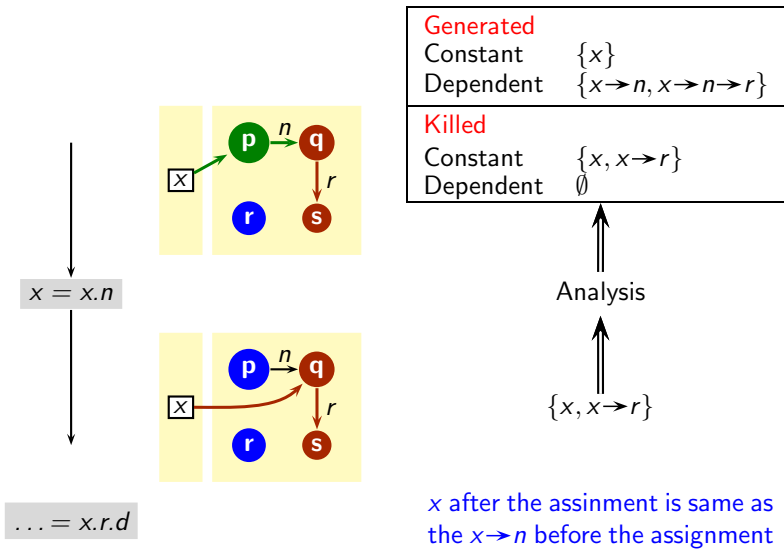 Generated
Constant {x}
Dependent {x→n, x→n→r}
Killed
Constant {x, x→r}
Dependent ∅
p n q
x
r
r s
x = x.n
Analysis
p n q
x
r
r s
{x, x→r}
... = x.r.d
x after the assinment is same as
the x→n before the assignment